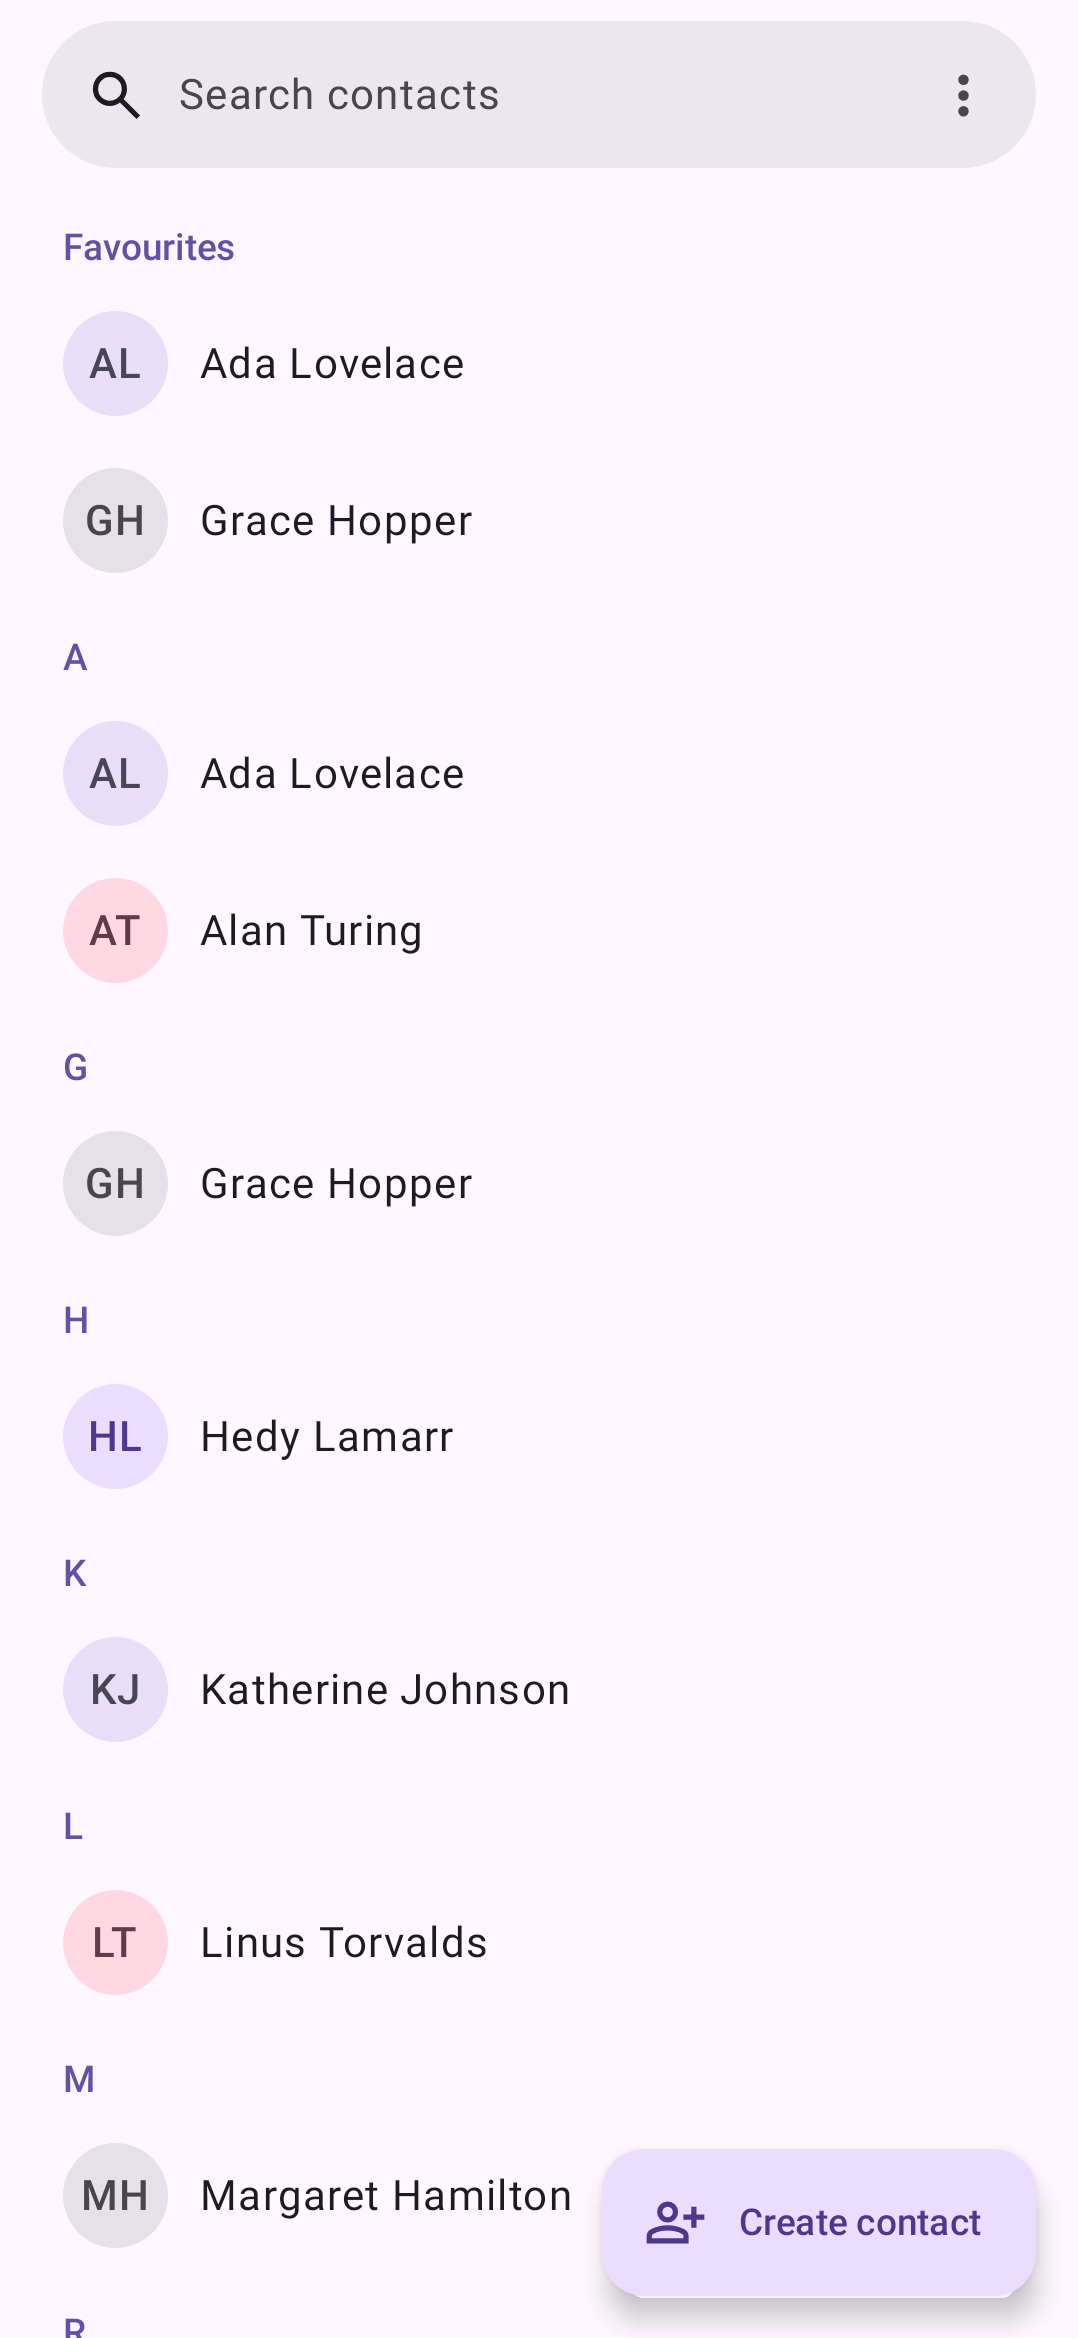 Search contacts
Favourites
AL Ada Lovelace
GH Grace Hopper
A
AL Ada Lovelace
AT Alan Turing
G
GH Grace Hopper
H
HL Hedy Lamarr
K
KJ Katherine Johnson
L
LT Linus Torvalds
M
MH Margaret Hamilton
Create contact
R